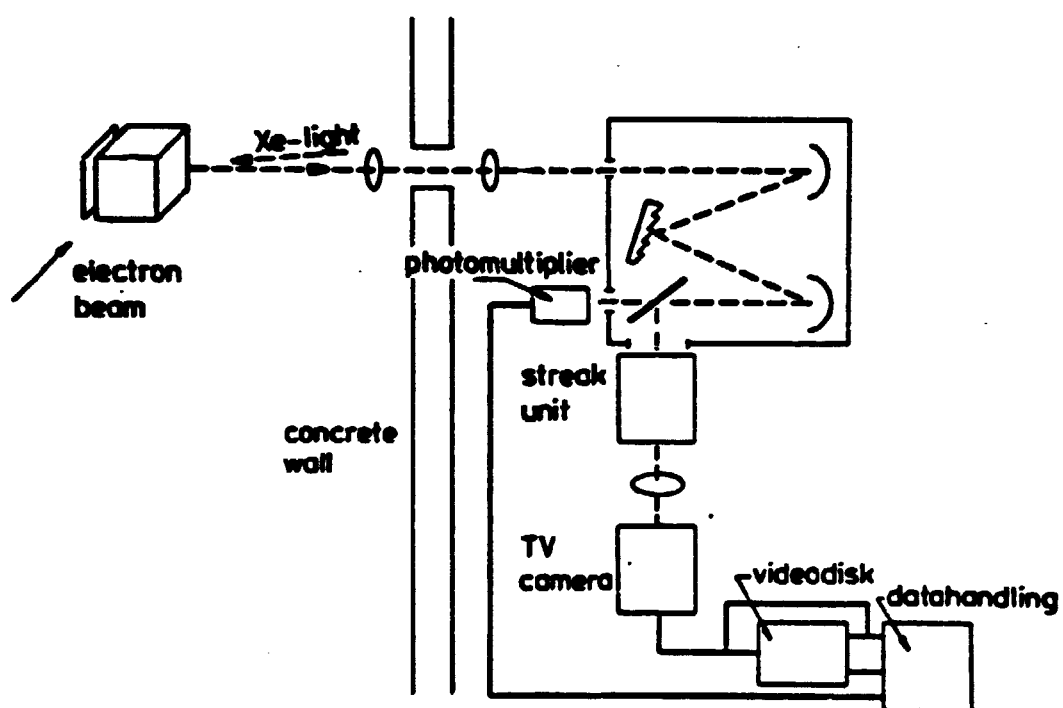 Xe-light
electron
beam
photomultiplier
streak
unit
concrete
wall
TV
camera
videodisk
datahandling